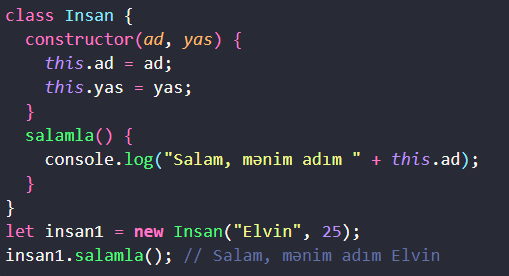 class Insan {
  constructor(ad, yas) {
    this.ad = ad;
    this.yas = yas;
  }
  salamla() {
    console.log("Salam, mənim adım " + this.ad);
  }
}
let insan1 = new Insan("Elvin", 25);
insan1.salamla(); // Salam, mənim adım Elvin